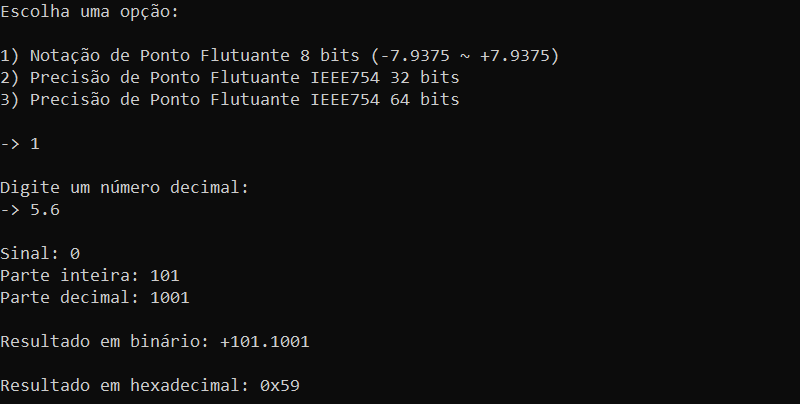 Escolha uma opção:
1) Notação de Ponto Flutuante 8 bits (-7.9375 ~ +7.9375)
2) Precisão de Ponto Flutuante IEEE754 32 bits
3) Precisão de Ponto Flutuante IEEE754 64 bits
-> 1
Digite um número decimal:
-> 5.6
Sinal: 0
Parte inteira: 101
Parte decimal: 1001
Resultado em binário: +101.1001
Resultado em hexadecimal: 0x59